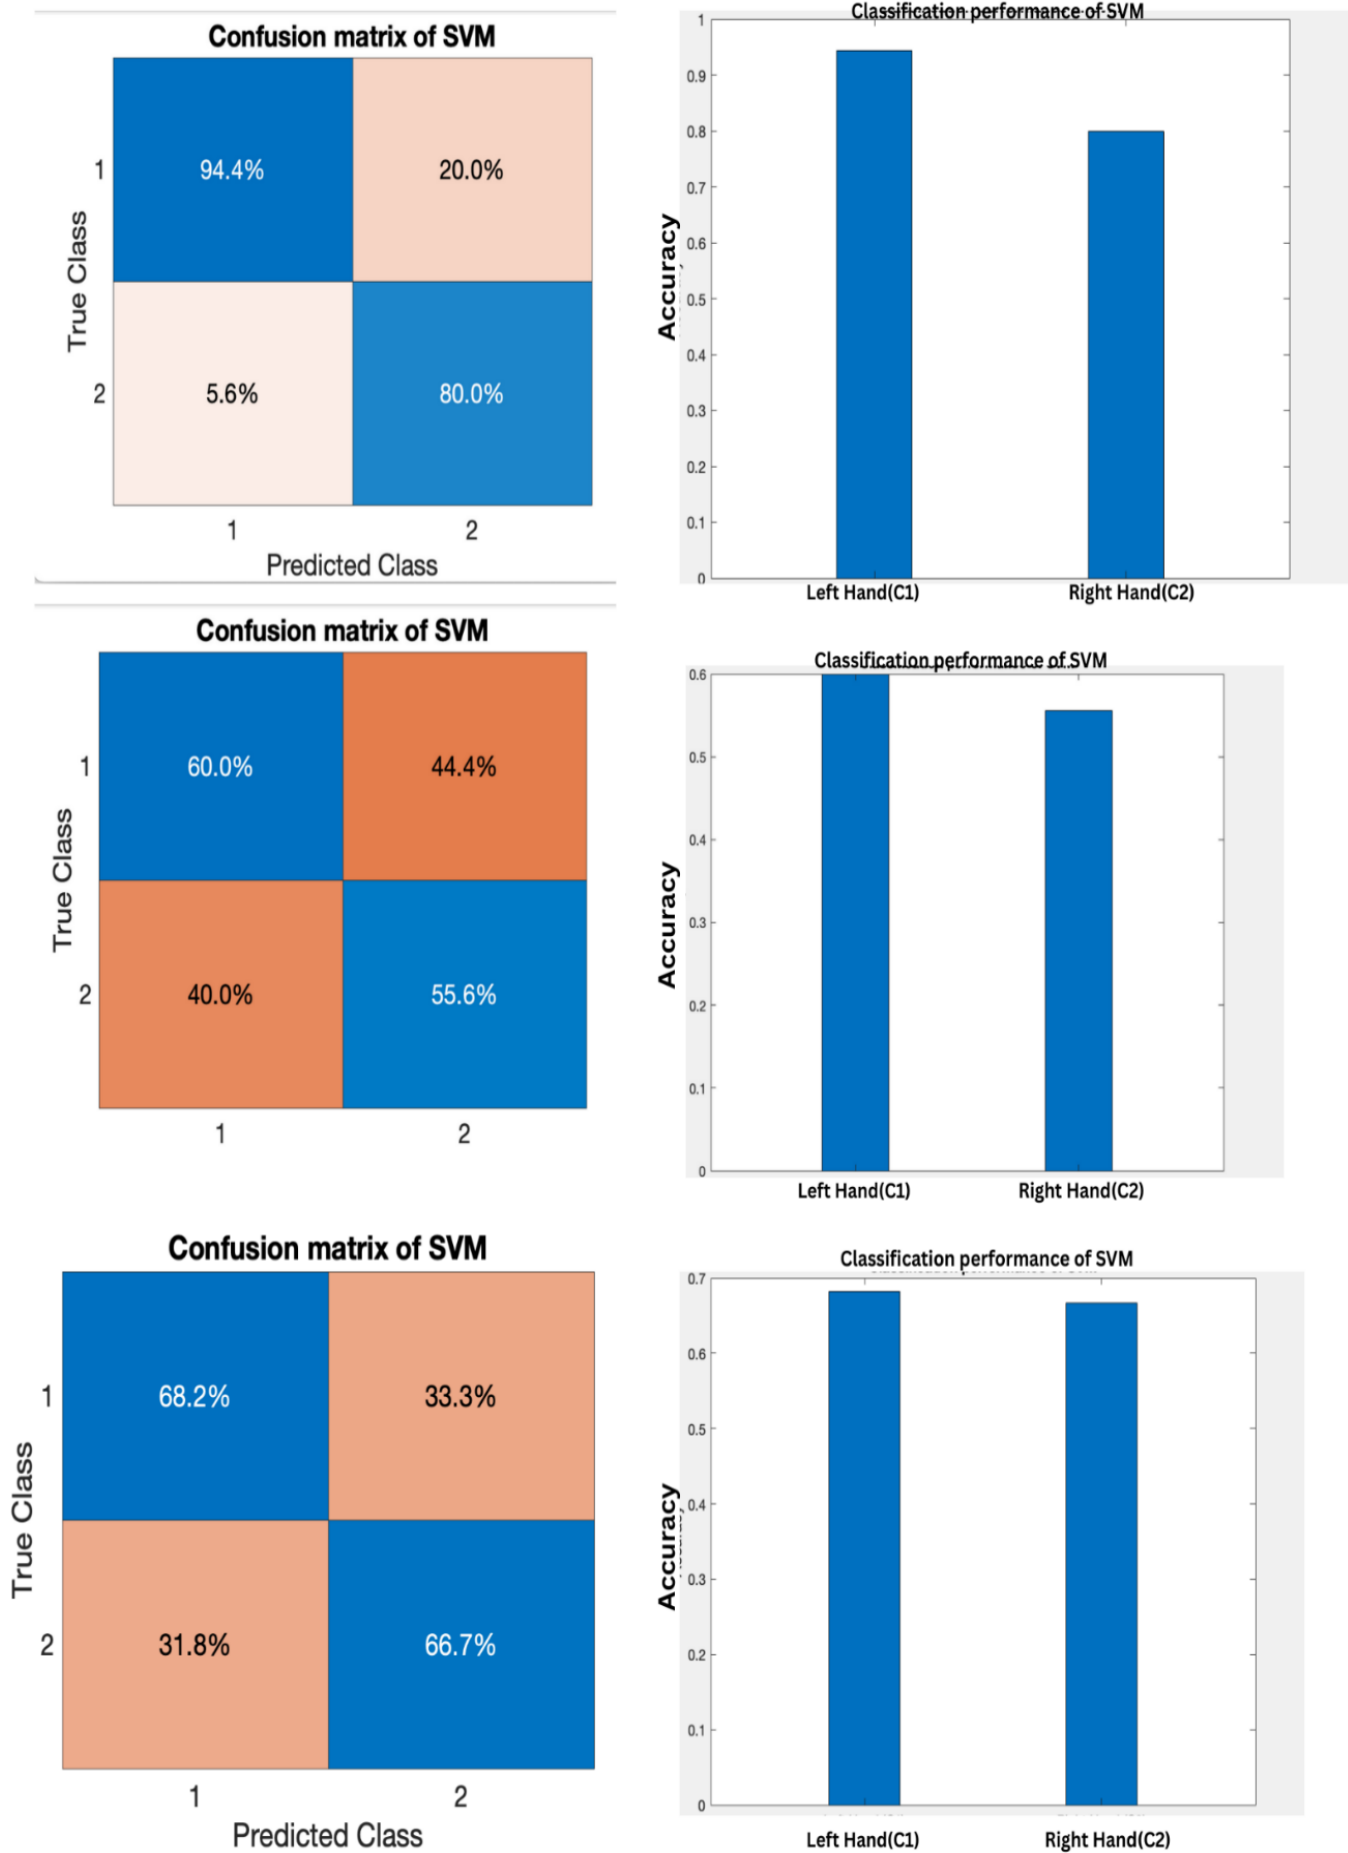 Confusion matrix of SVM
True Class
1
94.4%
20.0%
2
5.6%
80.0%
1
2
Predicted Class
Classification performance of SVM
Accuracy
1
0.9
0.8
0.7
0.6
0.5
0.4
0.3
0.2
0.1
0
Left Hand(C1)
Right Hand(C2)
Confusion matrix of SVM
True Class
1
60.0%
44.4%
2
40.0%
55.6%
1
2
Classification performance of SVM
Accuracy
0.6
0.5
0.4
0.3
0.2
0.1
0
Left Hand(C1)
Right Hand(C2)
Confusion matrix of SVM
True Class
1
68.2%
33.3%
2
31.8%
66.7%
1
2
Predicted Class
Classification performance of SVM
Accuracy
0.7
0.6
0.5
0.4
0.3
0.2
0.1
0
Left Hand(C1)
Right Hand(C2)